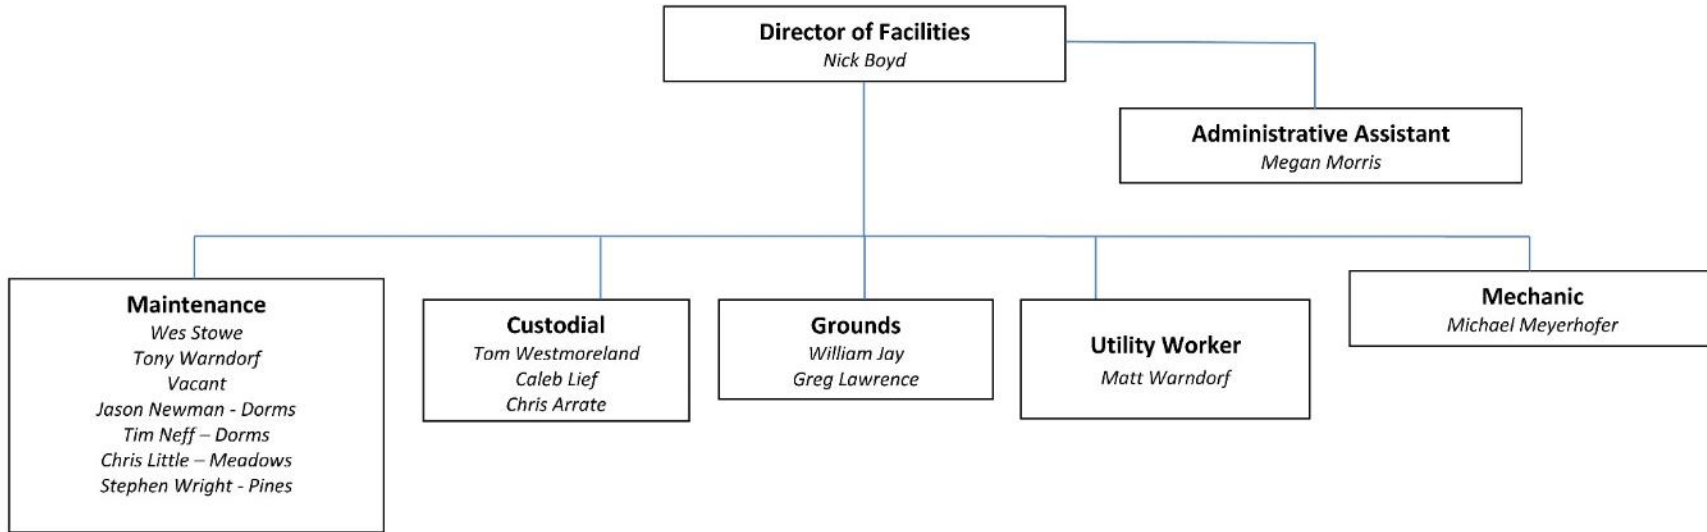 Director of Facilities
Nick Boyd
Administrative Assistant
Megan Morris
Maintenance
Wes Stowe
Tony Warndorf
Vacant
Jason Newman - Dorms
Tim Neff – Dorms
Chris Little – Meadows
Stephen Wright - Pines
Custodial
Tom Westmoreland
Caleb Lief
Chris Arrate
Grounds
William Jay
Greg Lawrence
Utility Worker
Matt Warndorf
Mechanic
Michael Meyerhofer